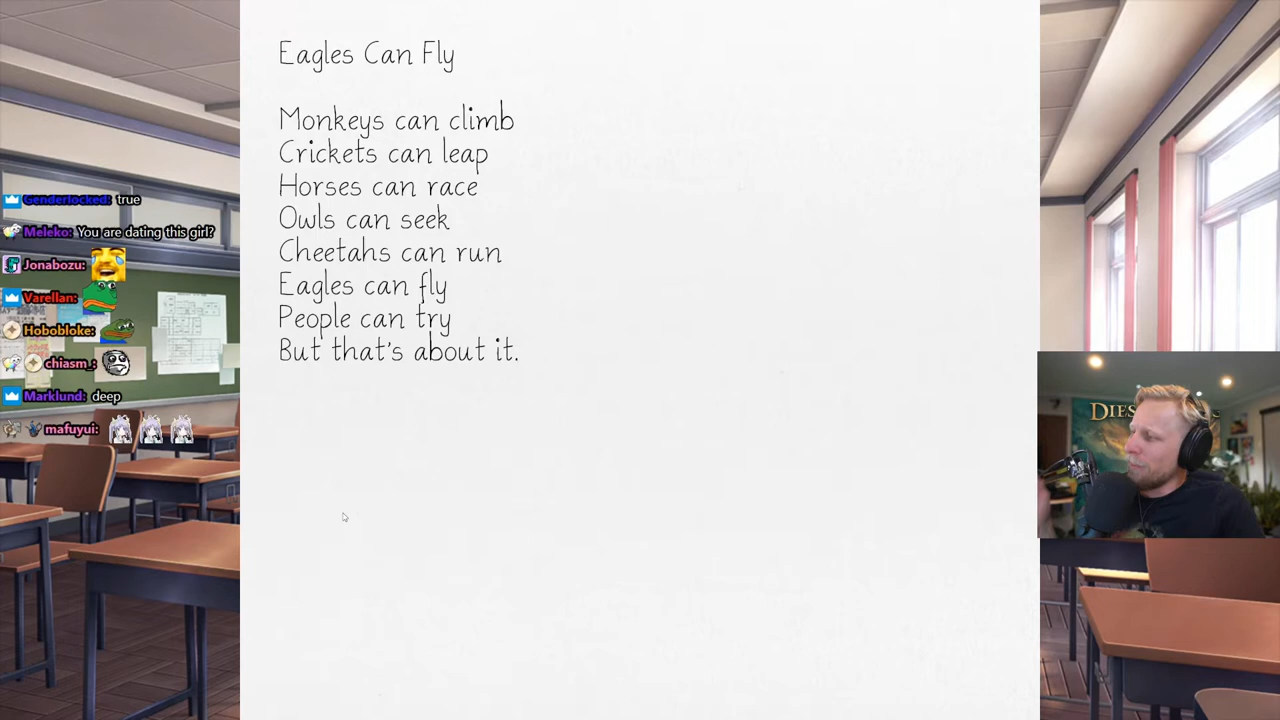 Eagles Can Fly
Monkeys can climb
Crickets can leap
Horses can race
Owls can seek
Cheetahs can run
Eagles can fly
People can try
But that's about it.
Genderlocked: true
Meleko: You are dating this girl?
Jonabozu:
Varellan:
Hobobloke:
chiasm_:
Marklund: deep
mafuyui:
DIES